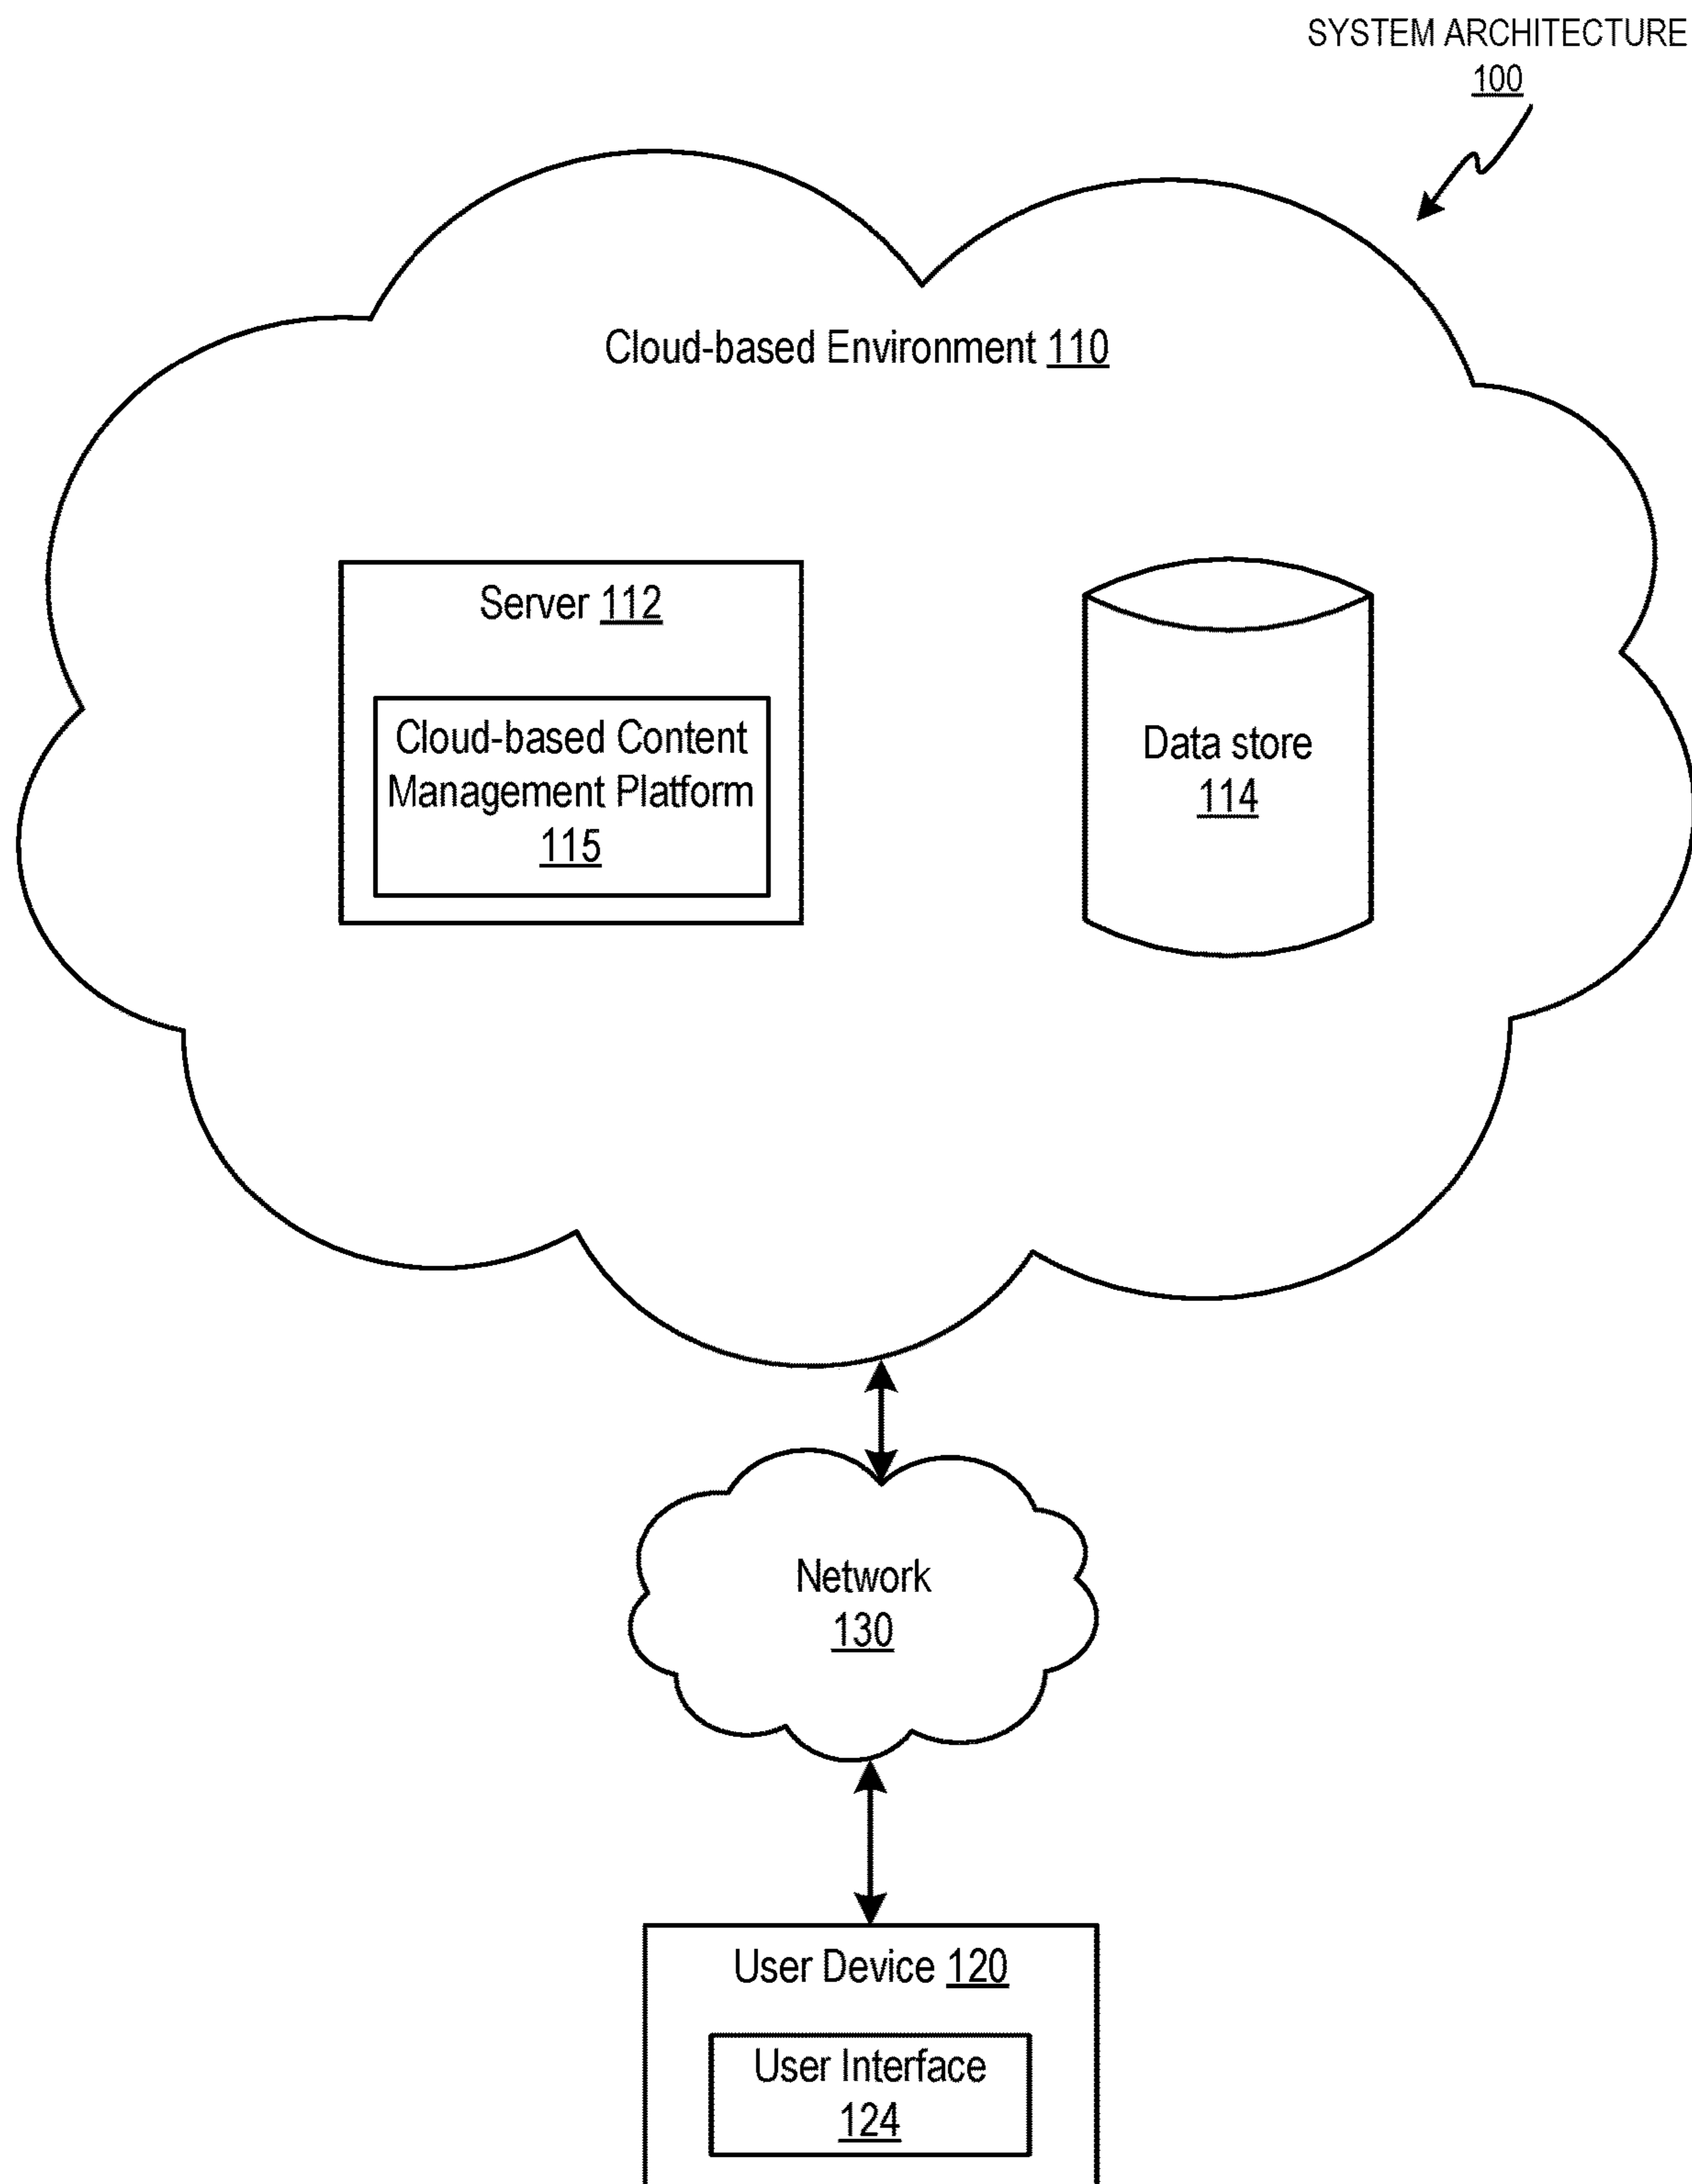 SYSTEM ARCHITECTURE
100
Cloud-based Environment 110
Server 112
Cloud-based Content
Management Platform
115
Data store
114
Network
130
User Device 120
User Interface
124